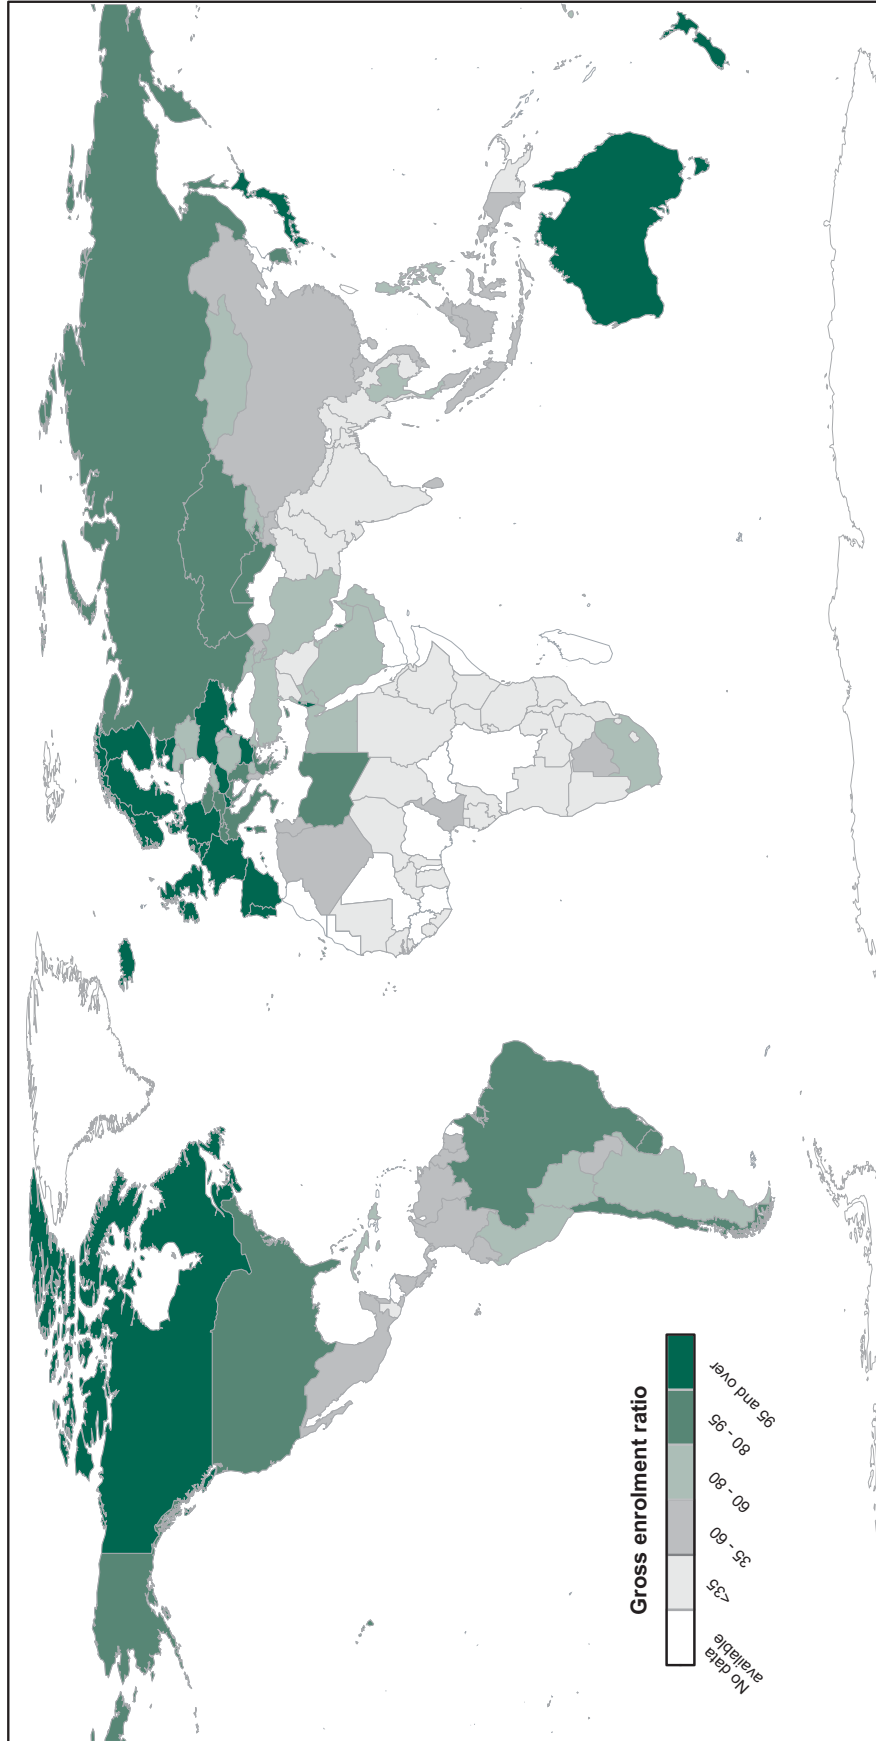 Gross enrolment ratio
No data
available
<35
35 - 60
60 - 80
80 - 95
95 and over